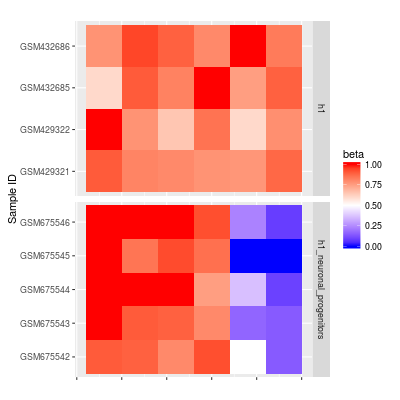 GSM432686
GSM432685
GSM429322
GSM429321
h1
GSM675546
GSM675545
GSM675544
GSM675543
GSM675542
h1_neuronal_progenitors
Sample ID
beta
1.00
0.75
0.50
0.25
0.00